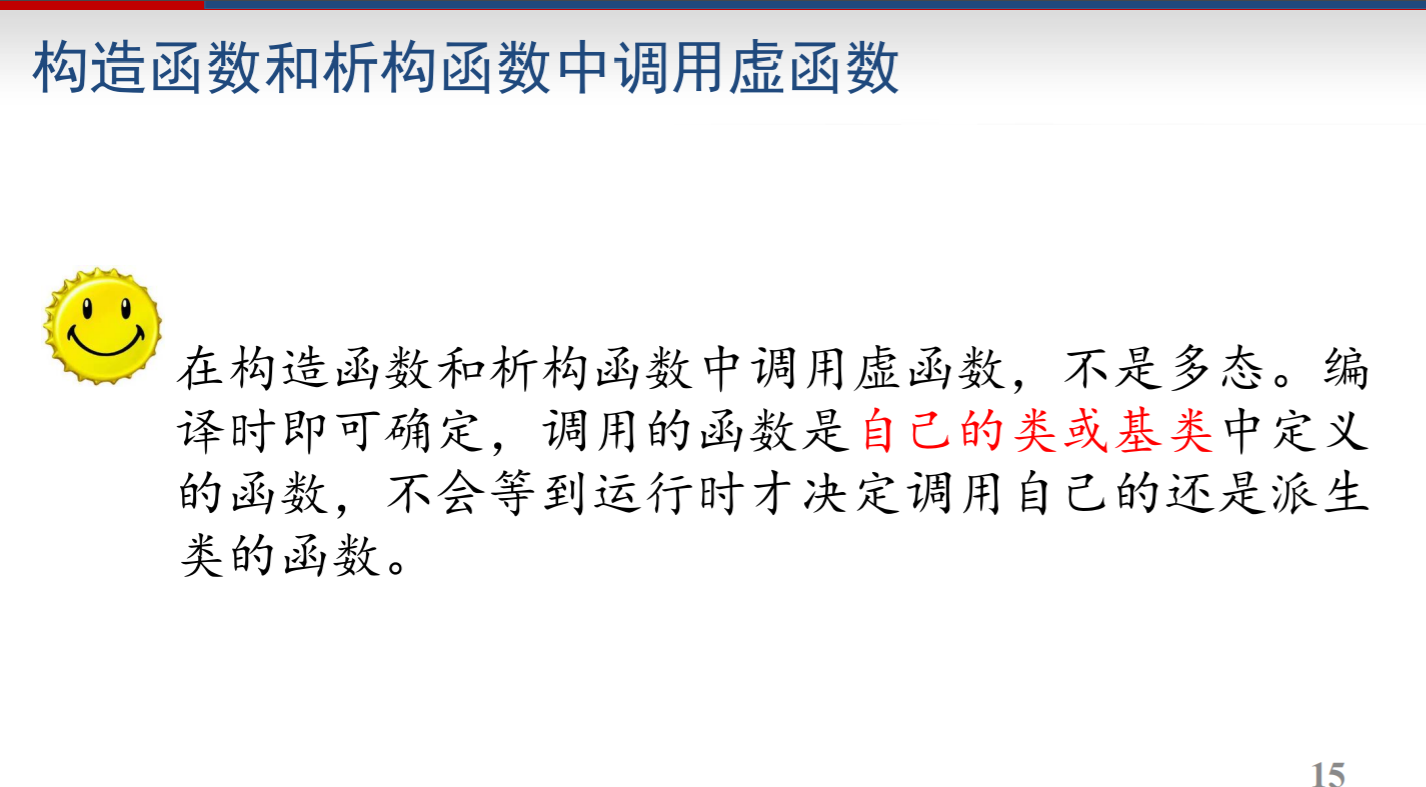 构造函数和析构函数中调用虚函数
在构造函数和析构函数中调用虚函数，不是多态。编
译时即可确定，调用的函数是自己的类或基类中定义
的函数，不会等到运行时才决定调用自己的还是派生
类的函数。
15